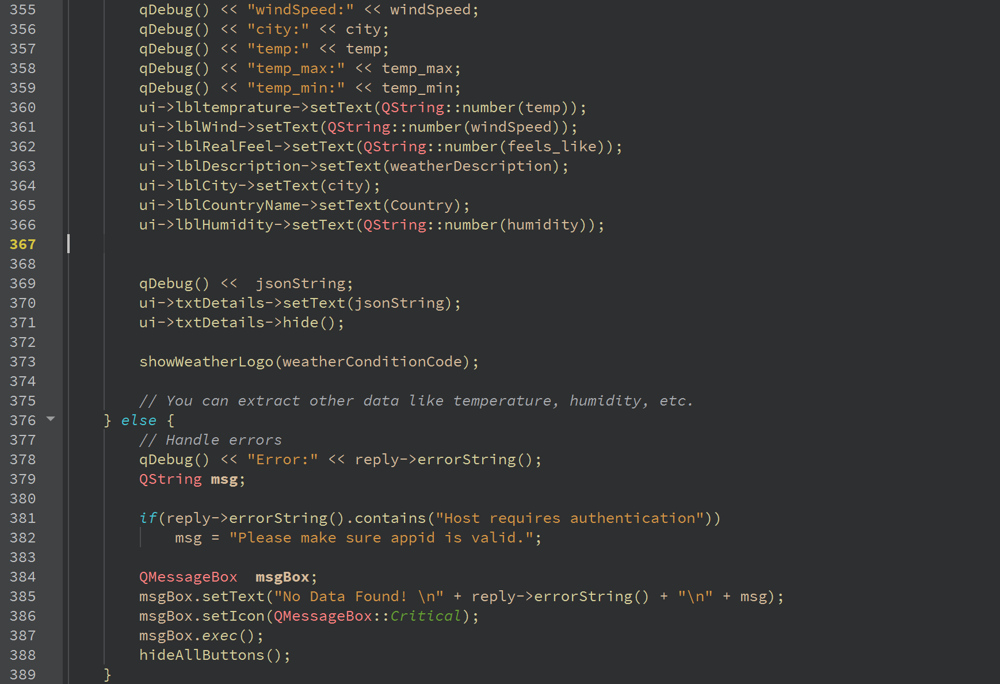 355 qDebug() << "windSpeed:" << windSpeed;
356 qDebug() << "city:" << city;
357 qDebug() << "temp:" << temp;
358 qDebug() << "temp_max:" << temp_max;
359 qDebug() << "temp_min:" << temp_min;
360 ui->lbltemprature->setText(QString::number(temp));
361 ui->lblWind->setText(QString::number(windSpeed));
362 ui->lblRealFeel->setText(QString::number(feels_like));
363 ui->lblDescription->setText(weatherDescription);
364 ui->lblCity->setText(city);
365 ui->lblCountryName->setText(Country);
366 ui->lblHumidity->setText(QString::number(humidity));
367
368
369 qDebug() <<  jsonString;
370 ui->txtDetails->setText(jsonString);
371 ui->txtDetails->hide();
372
373 showWeatherLogo(weatherConditionCode);
374
375 // You can extract other data like temperature, humidity, etc.
376 } else {
377 // Handle errors
378 qDebug() << "Error:" << reply->errorString();
379 QString msg;
380
381 if(reply->errorString().contains("Host requires authentication"))
382 msg = "Please make sure appid is valid.";
383
384 QMessageBox  msgBox;
385 msgBox.setText("No Data Found! \n" + reply->errorString() + "\n" + msg);
386 msgBox.setIcon(QMessageBox::Critical);
387 msgBox.exec();
388 hideAllButtons();
389 }